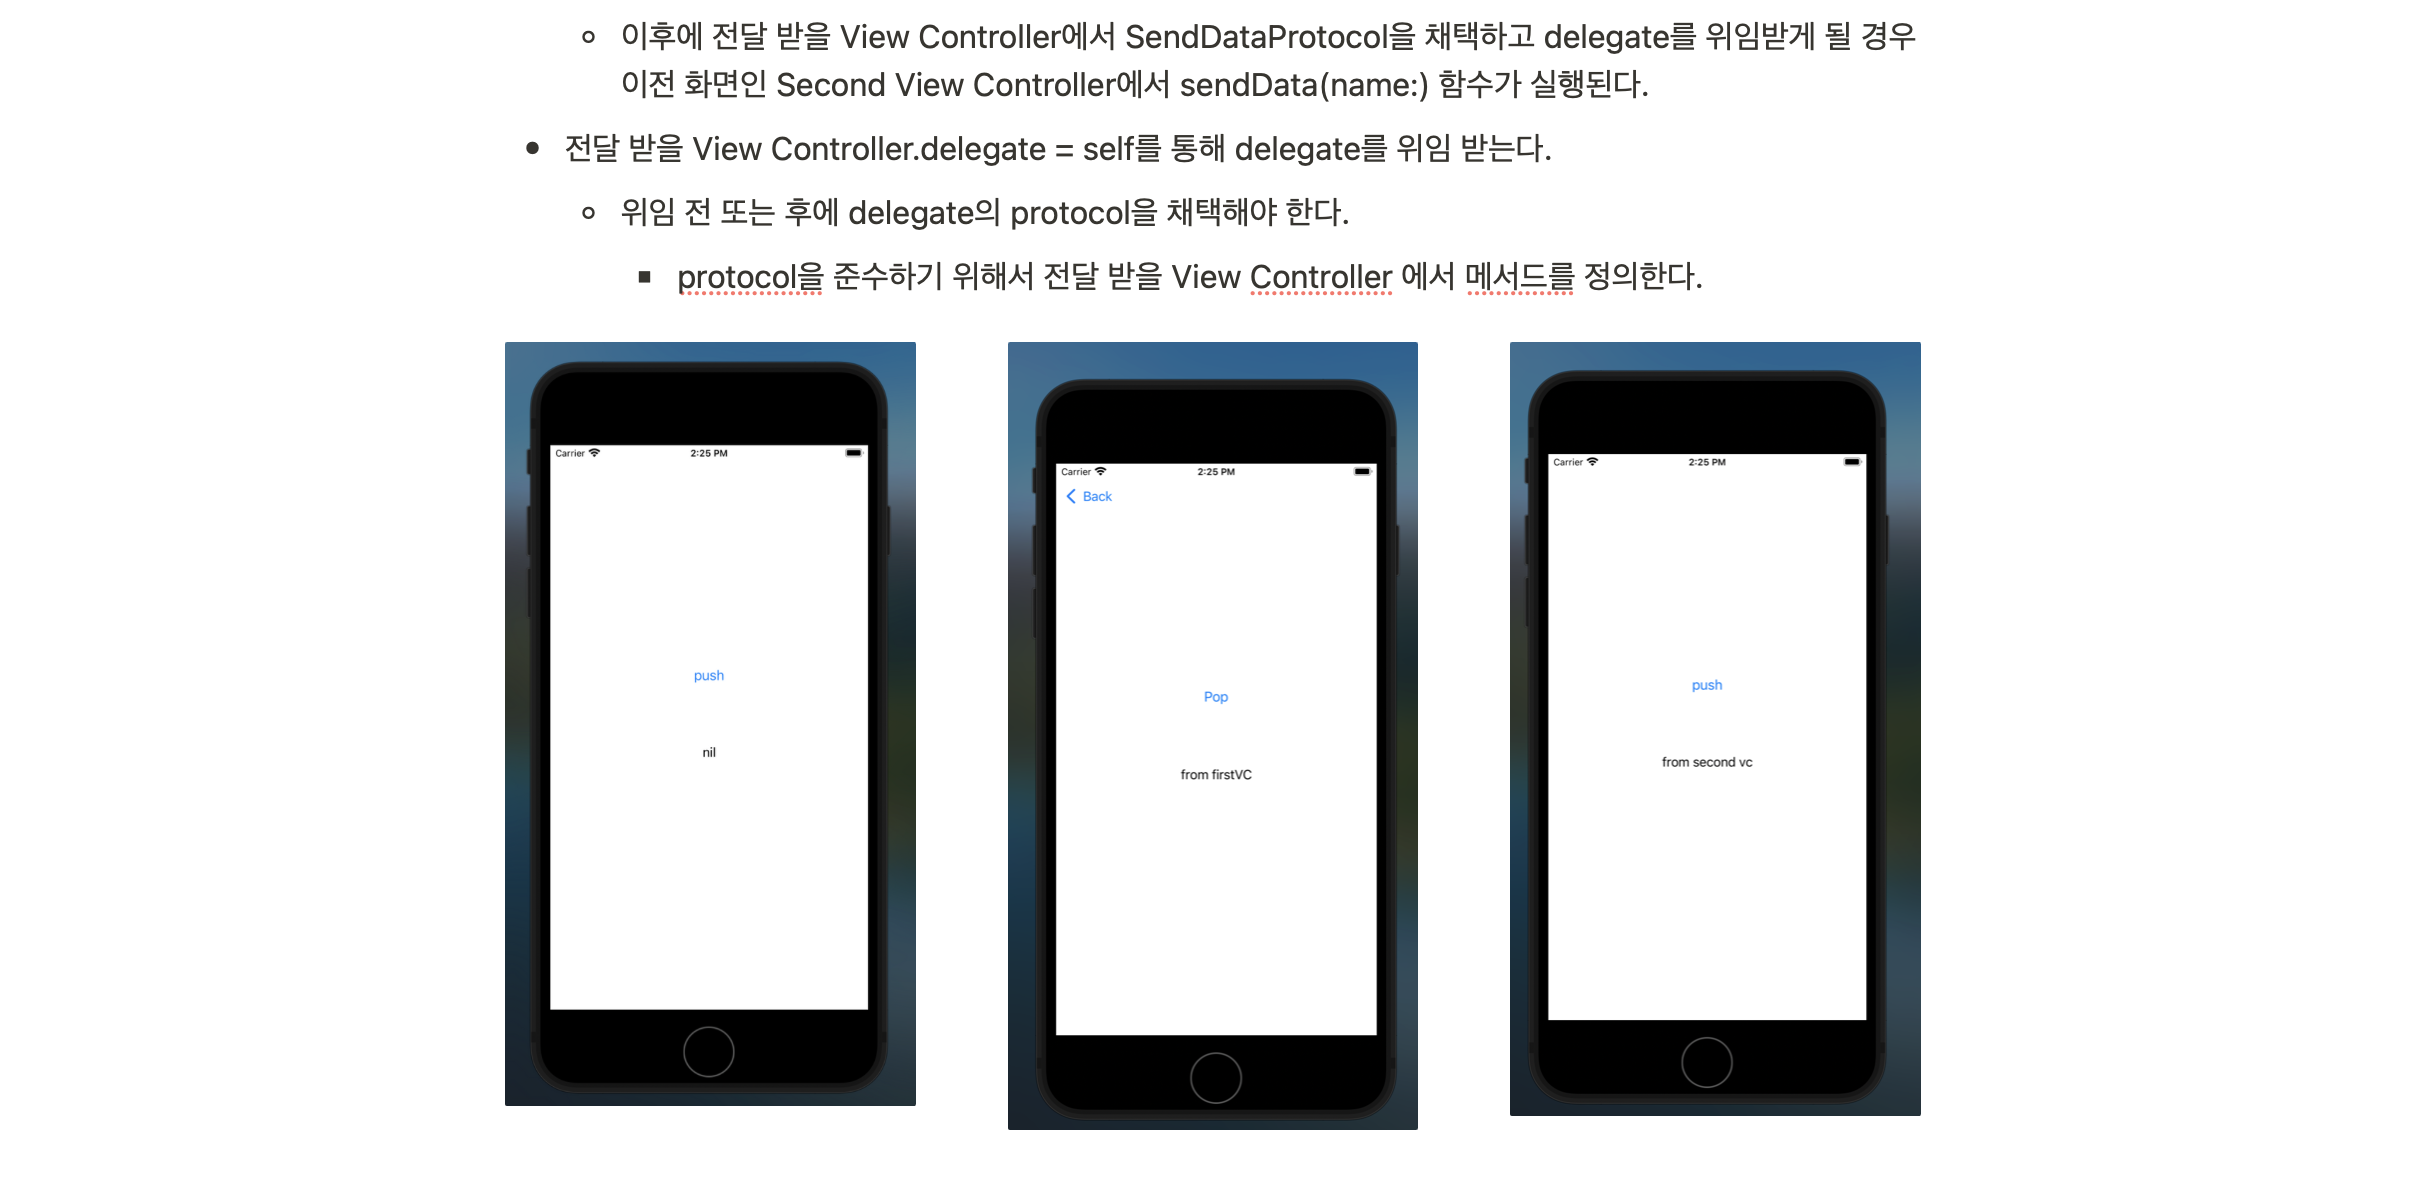 이후에 전달 받을 View Controller에서 SendDataProtocol을 채택하고 delegate를 위임받게 될 경우
이전 화면인 Second View Controller에서 sendData(name:) 함수가 실행된다.
전달 받을 View Controller.delegate = self를 통해 delegate를 위임 받는다.
위임 전 또는 후에 delegate의 protocol을 채택해야 한다.
protocol을 준수하기 위해서 전달 받을 View Controller 에서 메서드를 정의한다.
Carrier 2:25 PM
push
nil
Carrier 2:25 PM
Back
Pop
from firstVC
Carrier 2:25 PM
push
from second vc